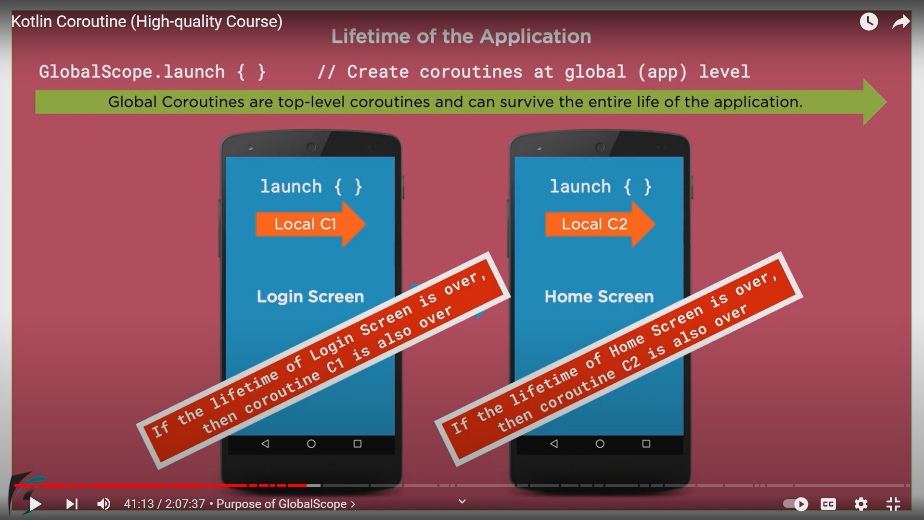 Kotlin Coroutine (High-quality Course)
Lifetime of the Application
GlobalScope.launch { }     // Create coroutines at global (app) level
Global Coroutines are top-level coroutines and can survive the entire life of the application.
launch { }
Local C1
Login Screen
If the lifetime of Login Screen is over,
then coroutine C1 is also over
launch { }
Local C2
Home Screen
If the lifetime of Home Screen is over,
then coroutine C2 is also over
41:13 / 2:07:37 • Purpose of GlobalScope >
CC